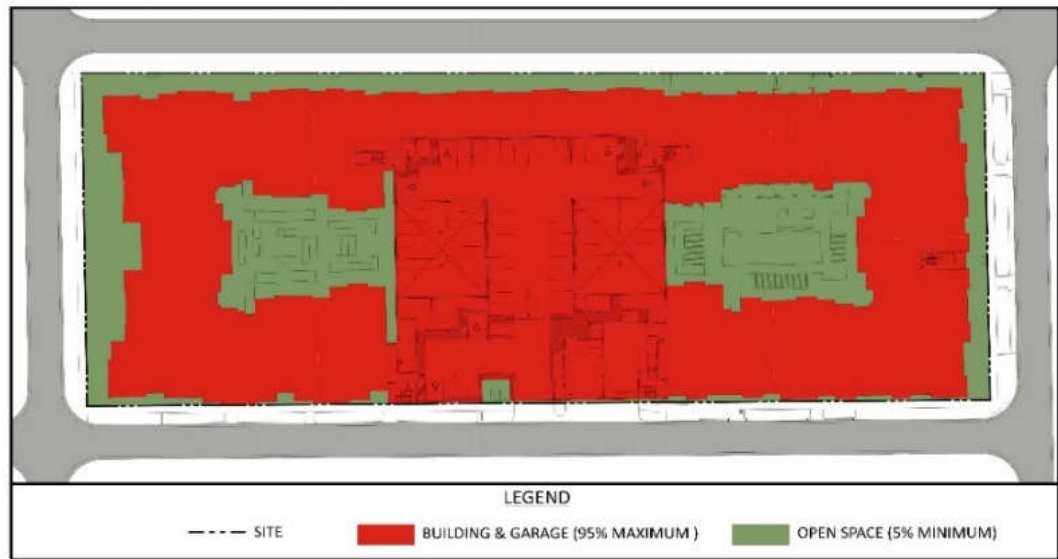 LEGEND
SITE
BUILDING & GARAGE (95% MAXIMUM )
OPEN SPACE (5% MINIMUM)